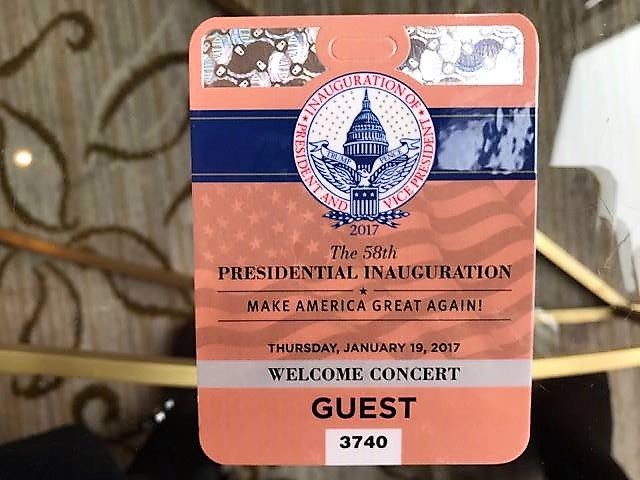 INAUGURATION OF
PRESIDENT AND VICE PRESIDENT
TRUMP PENCE
2017
The 58th
PRESIDENTIAL INAUGURATION
MAKE AMERICA GREAT AGAIN!
THURSDAY, JANUARY 19, 2017
WELCOME CONCERT
GUEST
3740